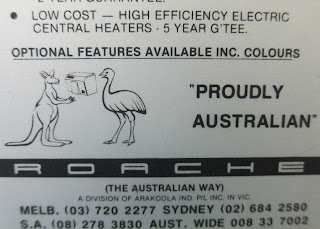 • LOW COST — HIGH EFFICIENCY ELECTRIC
CENTRAL HEATERS - 5 YEAR G'TEE.
OPTIONAL FEATURES AVAILABLE INC. COLOURS
"PROUDLY
AUSTRALIAN"
ROACHE
(THE AUSTRALIAN WAY)
A DIVISION OF ARAKOOLA IND. P/L INC. IN VIC.
MELB. (03) 720 2277 SYDNEY (02) 684 2580
S.A. (08) 278 3830 AUST. WIDE 008 33 7002